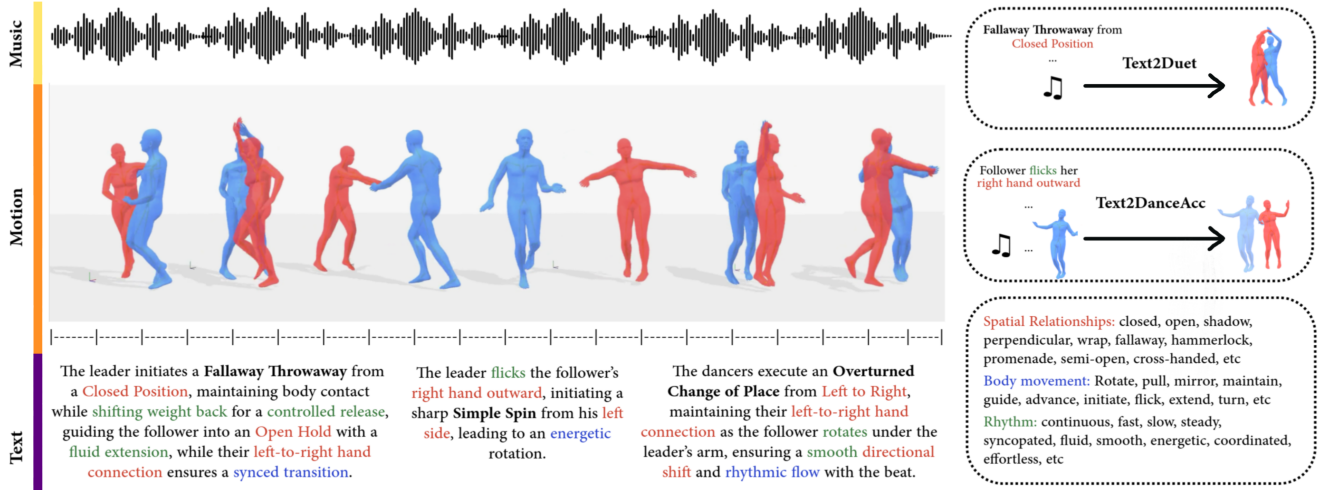 Music
Motion
Text
The leader initiates a Fallaway Throwaway from
a Closed Position, maintaining body contact
while shifting weight back for a controlled release,
guiding the follower into an Open Hold with a
fluid extension, while their left-to-right hand
connection ensures a synced transition.
The leader flicks the follower's
right hand outward, initiating a
sharp Simple Spin from his left
side, leading to an energetic
rotation.
The dancers execute an Overturned
Change of Place from Left to Right,
maintaining their left-to-right hand
connection as the follower rotates under the
leader's arm, ensuring a smooth directional
shift and rhythmic flow with the beat.
Fallaway Throwaway from
Closed Position
...
Text2Duet
Follower flicks her
right hand outward
...
Text2DanceAcc
...
Spatial Relationships: closed, open, shadow,
perpendicular, wrap, fallaway, hammerlock,
promenade, semi-open, cross-handed, etc
Body movement: Rotate, pull, mirror, maintain,
guide, advance, initiate, flick, extend, turn, etc
Rhythm: continuous, fast, slow, steady,
syncopated, fluid, smooth, energetic, coordinated,
effortless, etc